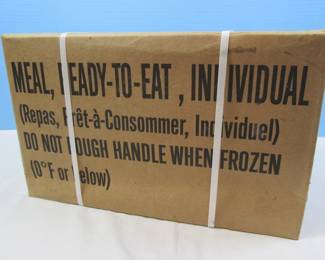 MEAL, READY-TO-EAT , INDIVIDUAL
(Repas, Prêt-à-Consommer, Individuel)
DO NOT ROUGH HANDLE WHEN FROZEN
(0°F or below)